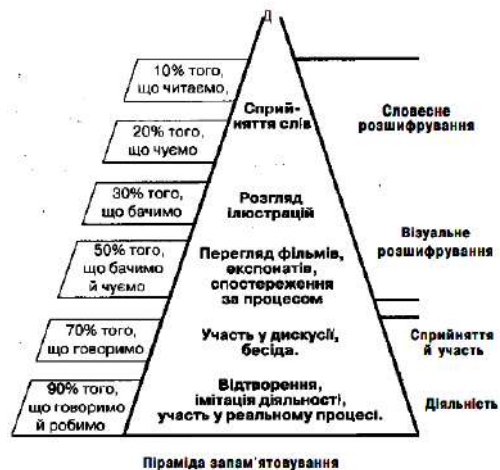 Д
10% того,
що читаємо,
Сприй-
няття слів
Словесне
розшифрування
20% того,
що чуємо
30% того,
що бачимо
Розгляд
ілюстрацій
Візуальне
розшифрування
50% того,
що бачимо
й чуємо
Перегляд фільмів,
експонатів,
спостереження
за процесом
70% того,
що говоримо
Участь у дискусії,
бесіда.
Сприйняття
й участь
90% того,
що говоримо
й робимо
Відтворення,
імітація діяльності,
участь у реальному процесі.
Діяльність
Піраміда запам'ятовування